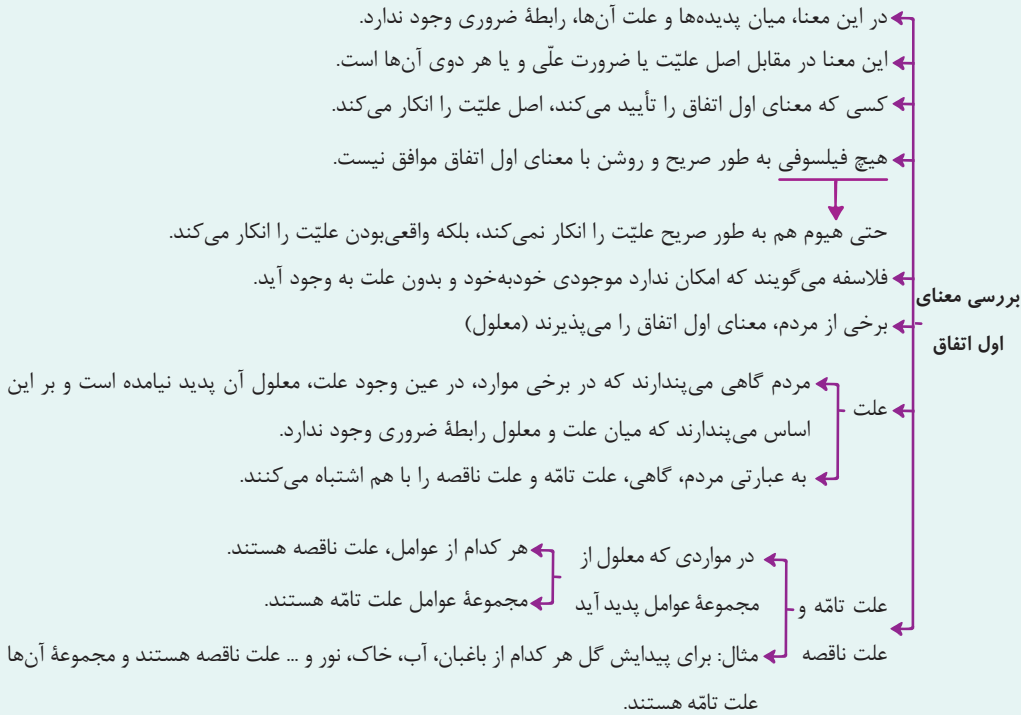 در این معنا، میان پدیده‌ها و علت آن‌ها، رابطهٔ ضروری وجود ندارد.
این معنا در مقابل اصل علیّت یا ضرورت علّی و یا هر دوی آن‌ها است.
کسی که معنای اول اتفاق را تأیید می‌کند، اصل علیّت را انکار می‌کند.
هیچ فیلسوفی به طور صریح و روشن با معنای اول اتفاق موافق نیست.
حتی هیوم هم به طور صریح علیّت را انکار نمی‌کند، بلکه واقعی‌بودن علیّت را انکار می‌کند.
فلاسفه می‌گویند که امکان ندارد موجودی خودبه‌خود و بدون علت به وجود آید.
بررسی معنای
اول اتفاق
برخی از مردم، معنای اول اتفاق را می‌پذیرند (معلول)
علت
مردم گاهی می‌پندارند که در برخی موارد، در عین وجود علت، معلول آن پدید نیامده است و بر این
اساس می‌پندارند که میان علت و معلول رابطهٔ ضروری وجود ندارد.
به عبارتی مردم، گاهی، علت تامّه و علت ناقصه را با هم اشتباه می‌کنند.
علت تامّه و
علت ناقصه
در مواردی که معلول از
مجموعهٔ عوامل پدید آید
هر کدام از عوامل، علت ناقصه هستند.
مجموعهٔ عوامل علت تامّه هستند.
مثال: برای پیدایش گل هر کدام از باغبان، آب، خاک، نور و ... علت ناقصه هستند و مجموعهٔ آن‌ها
علت تامّه هستند.